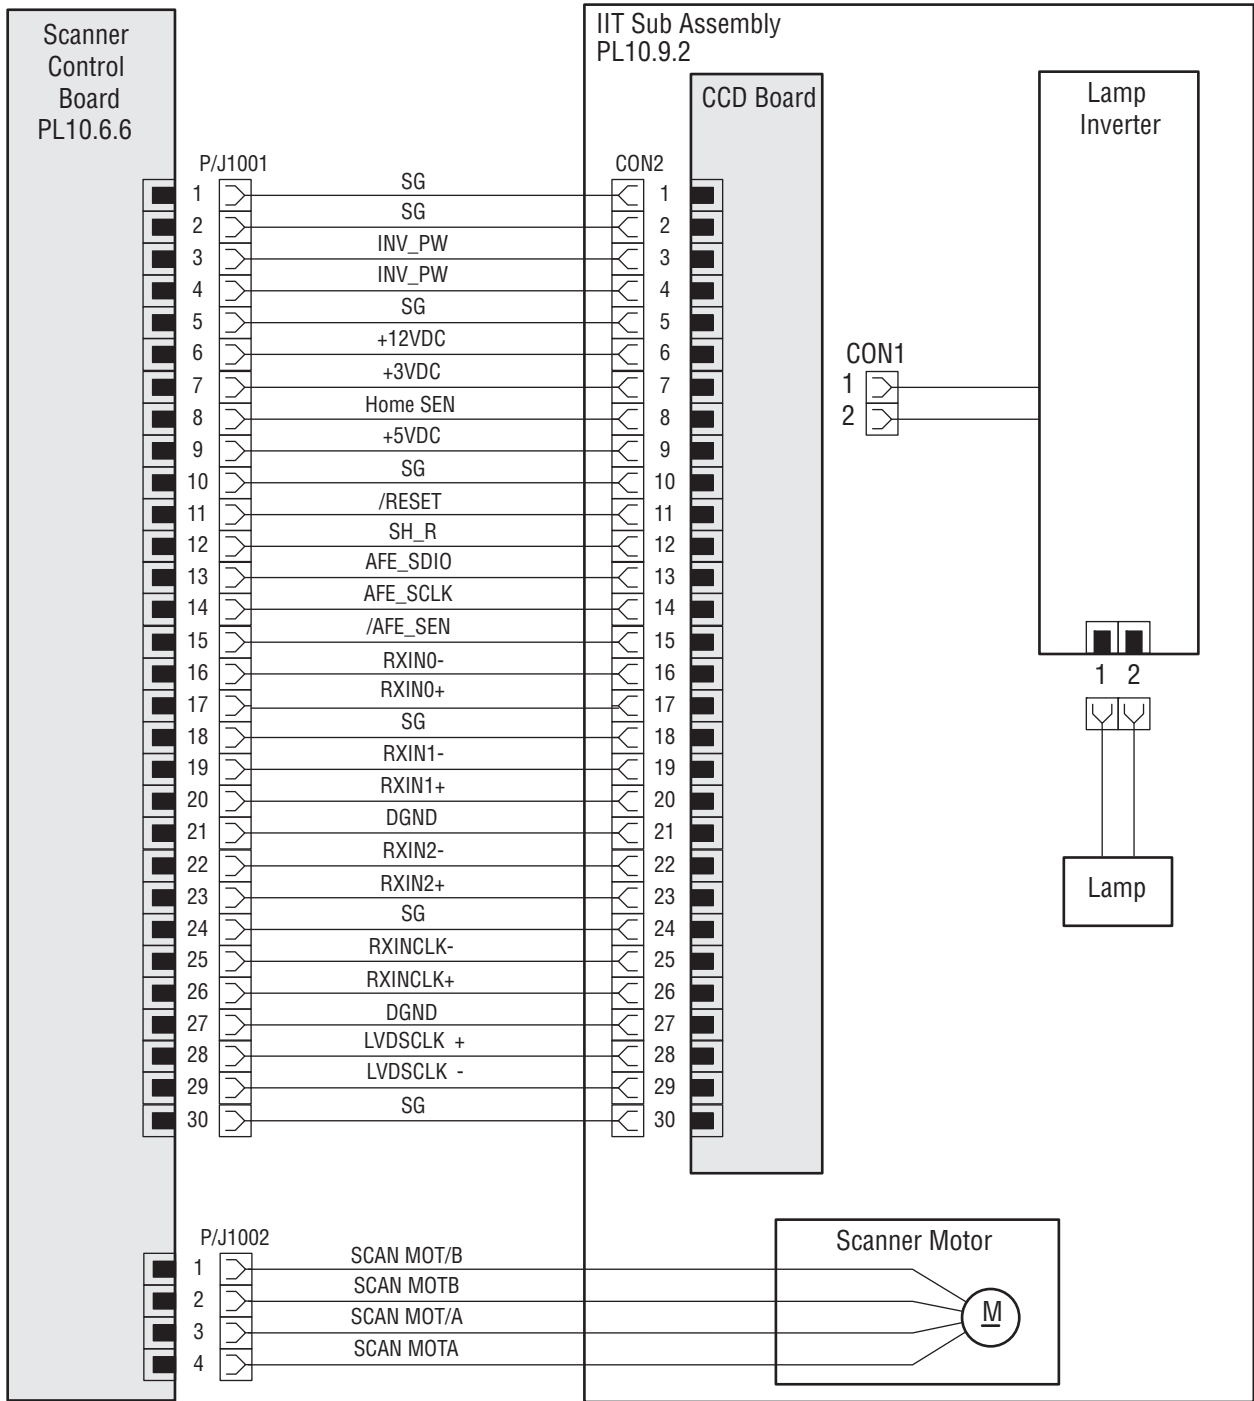 Scanner
Control
Board
PL10.6.6
IIT Sub Assembly
PL10.9.2
CCD Board
Lamp
Inverter
P/J1001
CON2
1 SG 1
2 SG 2
3 INV_PW 3
4 INV_PW 4
5 SG 5
6 +12VDC 6
7 +3VDC 7
8 Home SEN 8
9 +5VDC 9
10 SG 10
11 /RESET 11
12 SH_R 12
13 AFE_SDIO 13
14 AFE_SCLK 14
15 /AFE_SEN 15
16 RXIN0- 16
17 RXIN0+ 17
18 SG 18
19 RXIN1- 19
20 RXIN1+ 20
21 DGND 21
22 RXIN2- 22
23 RXIN2+ 23
24 SG 24
25 RXINCLK- 25
26 RXINCLK+ 26
27 DGND 27
28 LVDSCLK + 28
29 LVDSCLK - 29
30 SG 30
CON1
1
2
1 2
Lamp
P/J1002
1 SCAN MOT/B
2 SCAN MOTB
3 SCAN MOT/A
4 SCAN MOTA
Scanner Motor
M